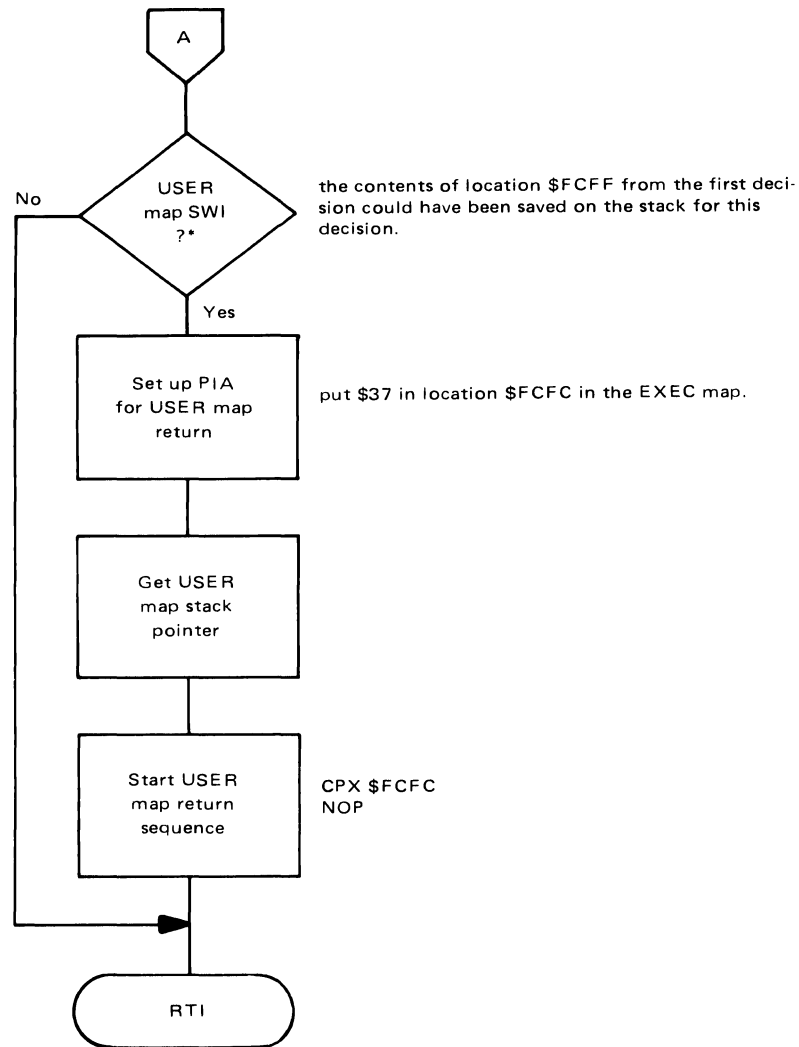 A
USER
map SWI
?*
the contents of location $FCFF from the first deci-
sion could have been saved on the stack for this
decision.
No
Yes
Set up PIA
for USER map
return
put $37 in location $FCFC in the EXEC map.
Get USER
map stack
pointer
Start USER
map return
sequence
CPX $FCFC
NOP
RTI